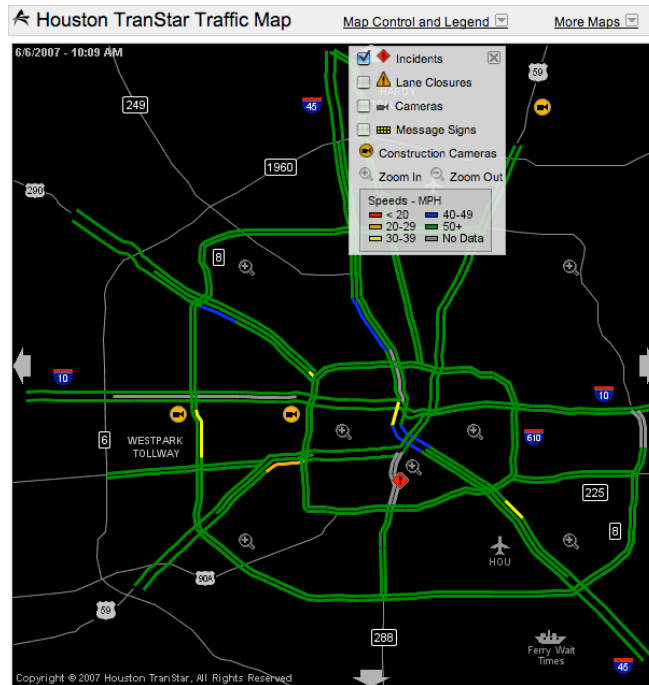 Houston TranStar Traffic Map
Map Control and Legend
More Maps
6/6/2007 - 10:09 AM
Incidents
Lane Closures
Cameras
Message Signs
Construction Cameras
Zoom In Zoom Out
Speeds - MPH
< 20 40-49
20-29 50+
30-39 No Data
HARDY
59
45
249
1960
290
8
10
10
6
WESTPARK
TOLLWAY
610
225
8
HOU
90A
59
288
Ferry Wait
Times
45
Copyright © 2007 Houston TranStar, All Rights Reserved